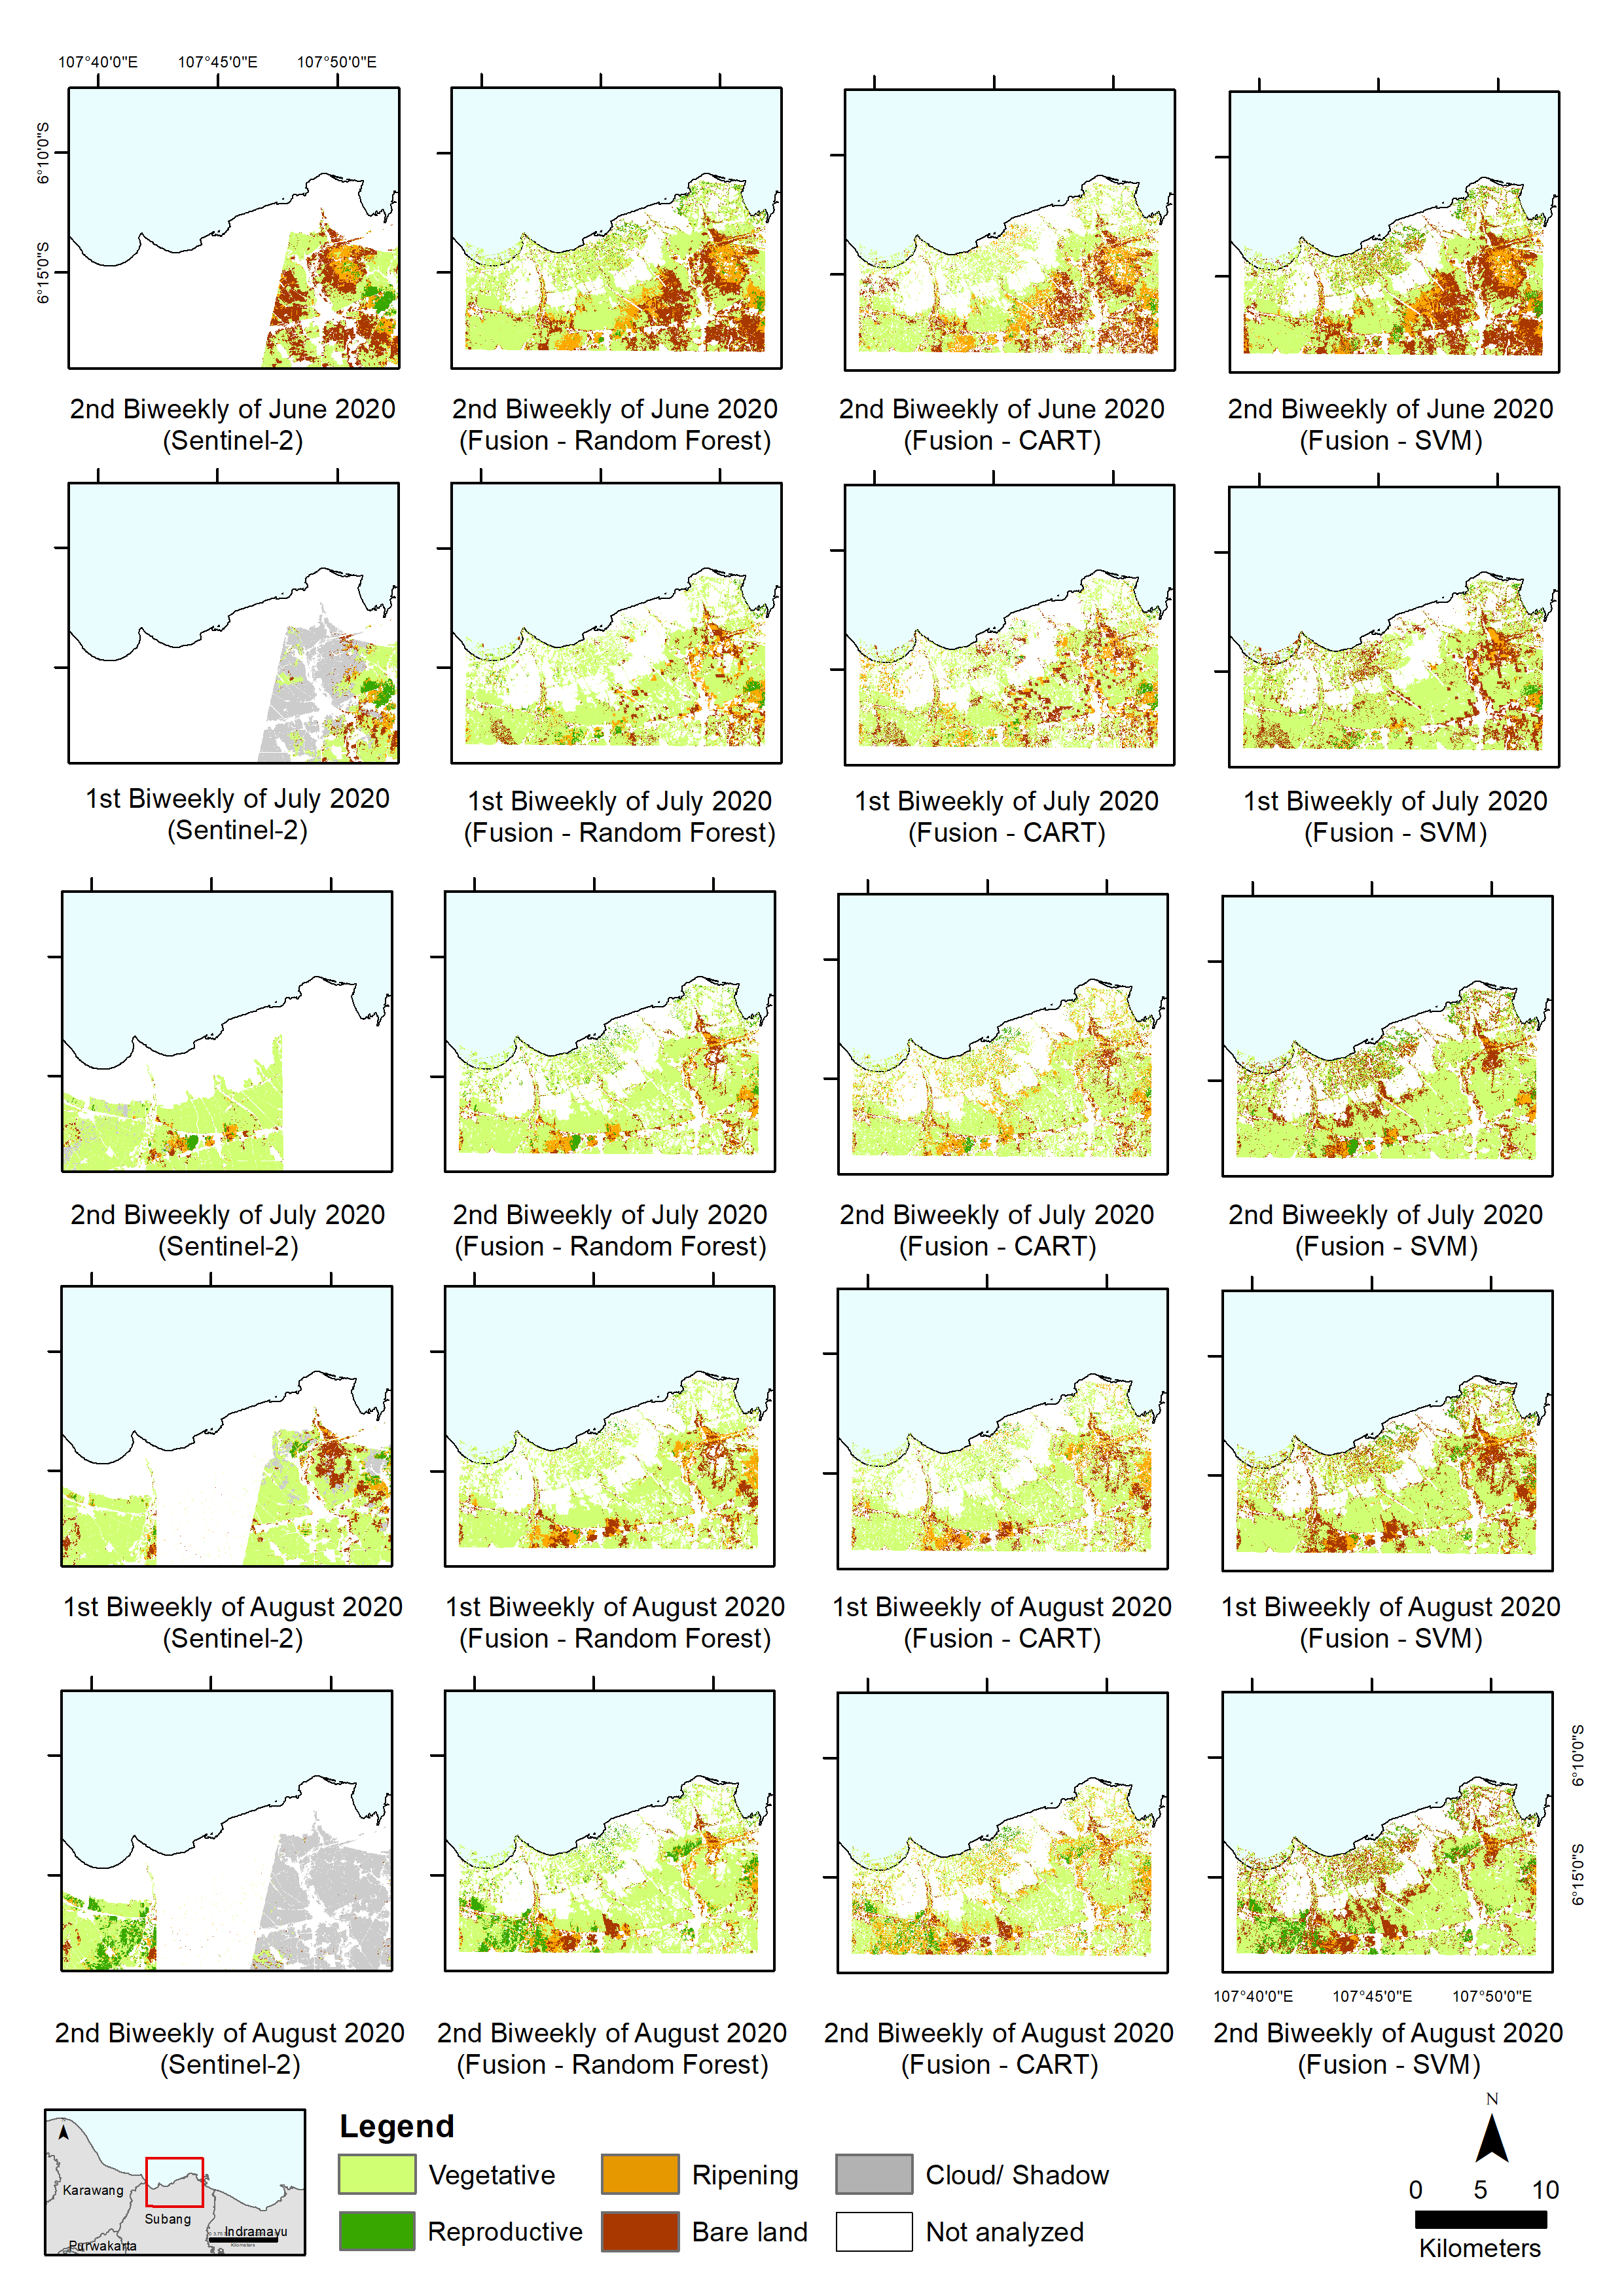 107°40'0"E 107°45'0"E 107°50'0"E
6°10'0"S
6°15'0"S
2nd Biweekly of June 2020
(Sentinel-2)
2nd Biweekly of June 2020
(Fusion - Random Forest)
2nd Biweekly of June 2020
(Fusion - CART)
2nd Biweekly of June 2020
(Fusion - SVM)
1st Biweekly of July 2020
(Sentinel-2)
1st Biweekly of July 2020
(Fusion - Random Forest)
1st Biweekly of July 2020
(Fusion - CART)
1st Biweekly of July 2020
(Fusion - SVM)
2nd Biweekly of July 2020
(Sentinel-2)
2nd Biweekly of July 2020
(Fusion - Random Forest)
2nd Biweekly of July 2020
(Fusion - CART)
2nd Biweekly of July 2020
(Fusion - SVM)
1st Biweekly of August 2020
(Sentinel-2)
1st Biweekly of August 2020
(Fusion - Random Forest)
1st Biweekly of August 2020
(Fusion - CART)
1st Biweekly of August 2020
(Fusion - SVM)
6°10'0"S
6°15'0"S
107°40'0"E 107°45'0"E 107°50'0"E
2nd Biweekly of August 2020
(Sentinel-2)
2nd Biweekly of August 2020
(Fusion - Random Forest)
2nd Biweekly of August 2020
(Fusion - CART)
2nd Biweekly of August 2020
(Fusion - SVM)
Karawang
Subang
Indramayu
Purwakarta
Kilometers
Legend
Vegetative
Ripening
Cloud/ Shadow
Reproductive
Bare land
Not analyzed
N
0 5 10
Kilometers